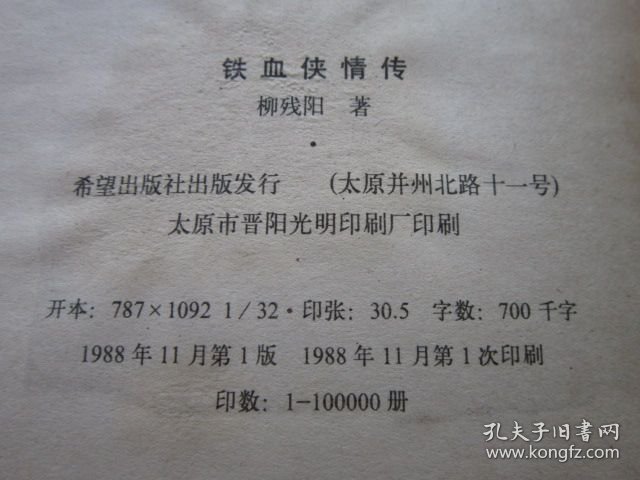 铁血侠情传
柳残阳 著
·
希望出版社出版发行 (太原并州北路十一号)
太原市晋阳光明印刷厂印刷
开本: 787×1092 1/32·印张: 30.5 字数: 700千字
1988年11月第1版 1988年11月第1次印刷
印数: 1-100000册
孔夫子旧书网
www.kongfz.com